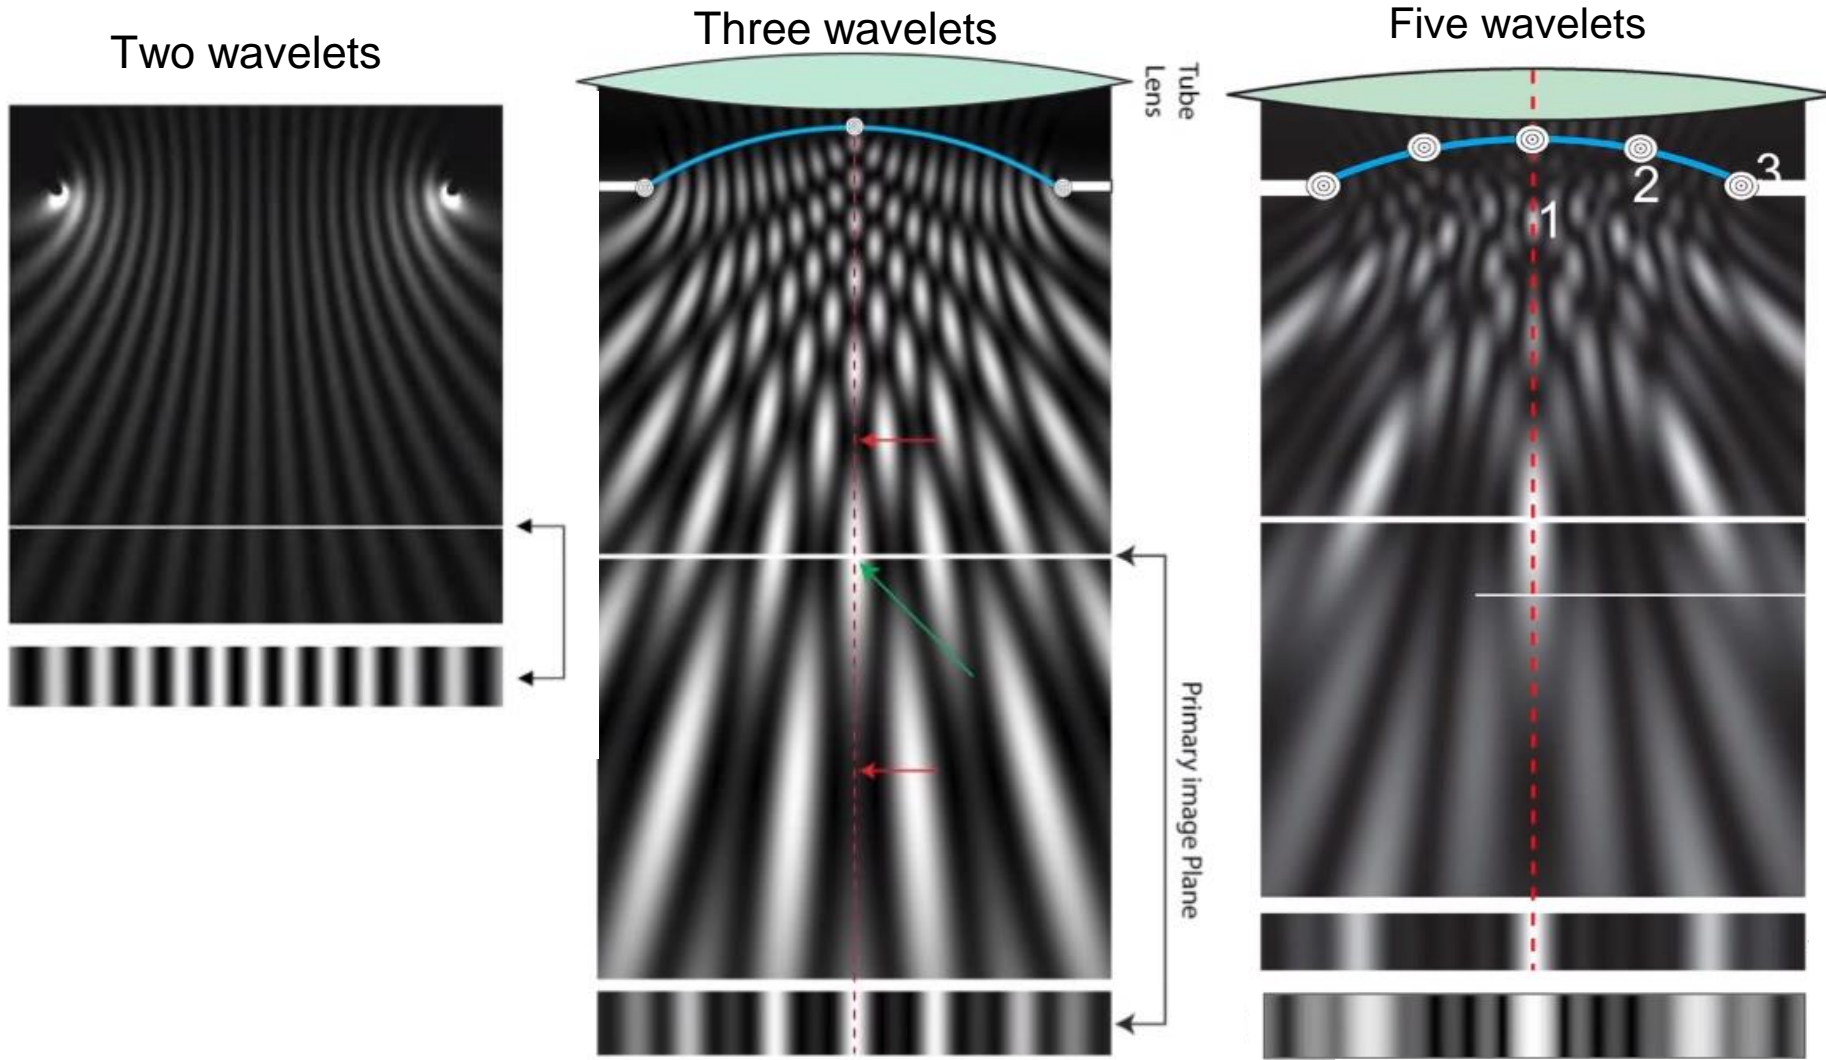 Two wavelets
Three wavelets
Five wavelets
Tube
Lens
1
2
3
Primary image Plane